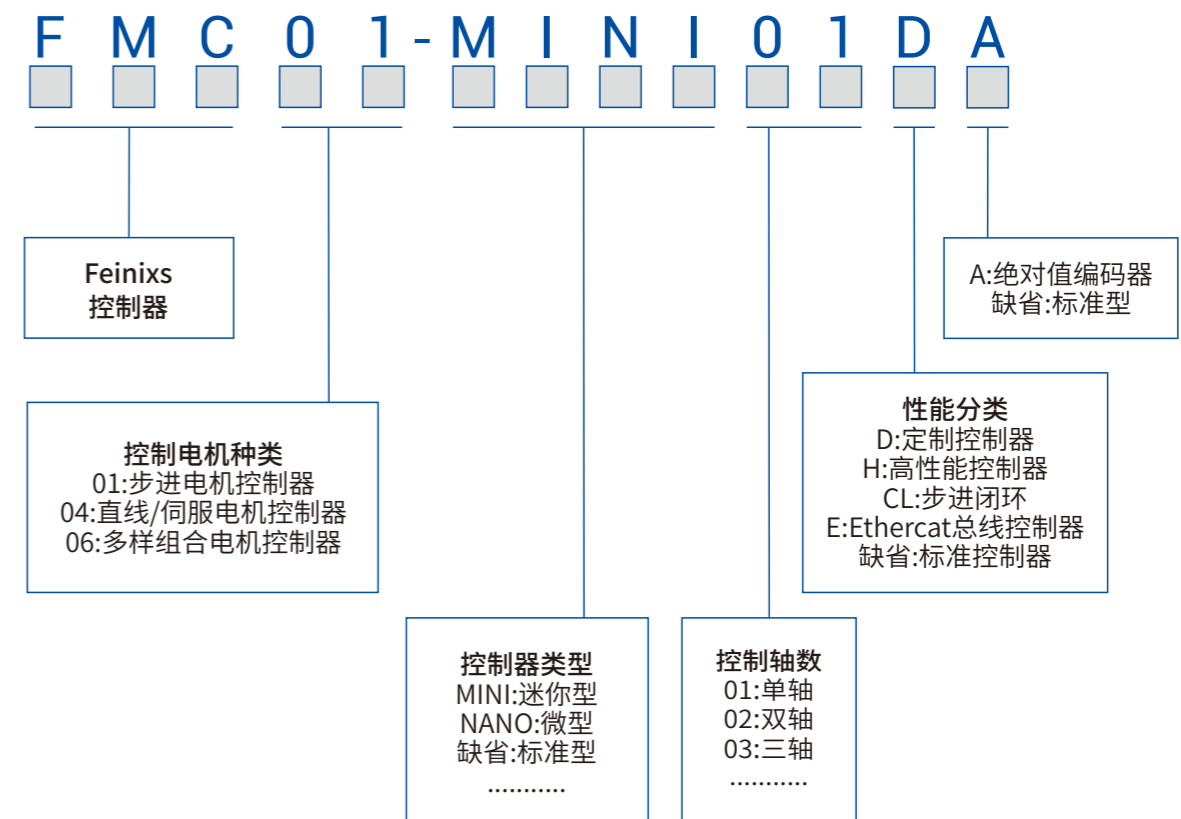 FMC01-MINI01DA
Feinixs
控制器
A:绝对值编码器
缺省:标准型
控制电机种类
01:步进电机控制器
04:直线/伺服电机控制器
06:多样组合电机控制器
性能分类
D:定制控制器
H:高性能控制器
CL:步进闭环
E:Ethercat总线控制器
缺省:标准控制器
控制器类型
MINI:迷你型
NANO:微型
缺省:标准型
...........
控制轴数
01:单轴
02:双轴
03:三轴
...........